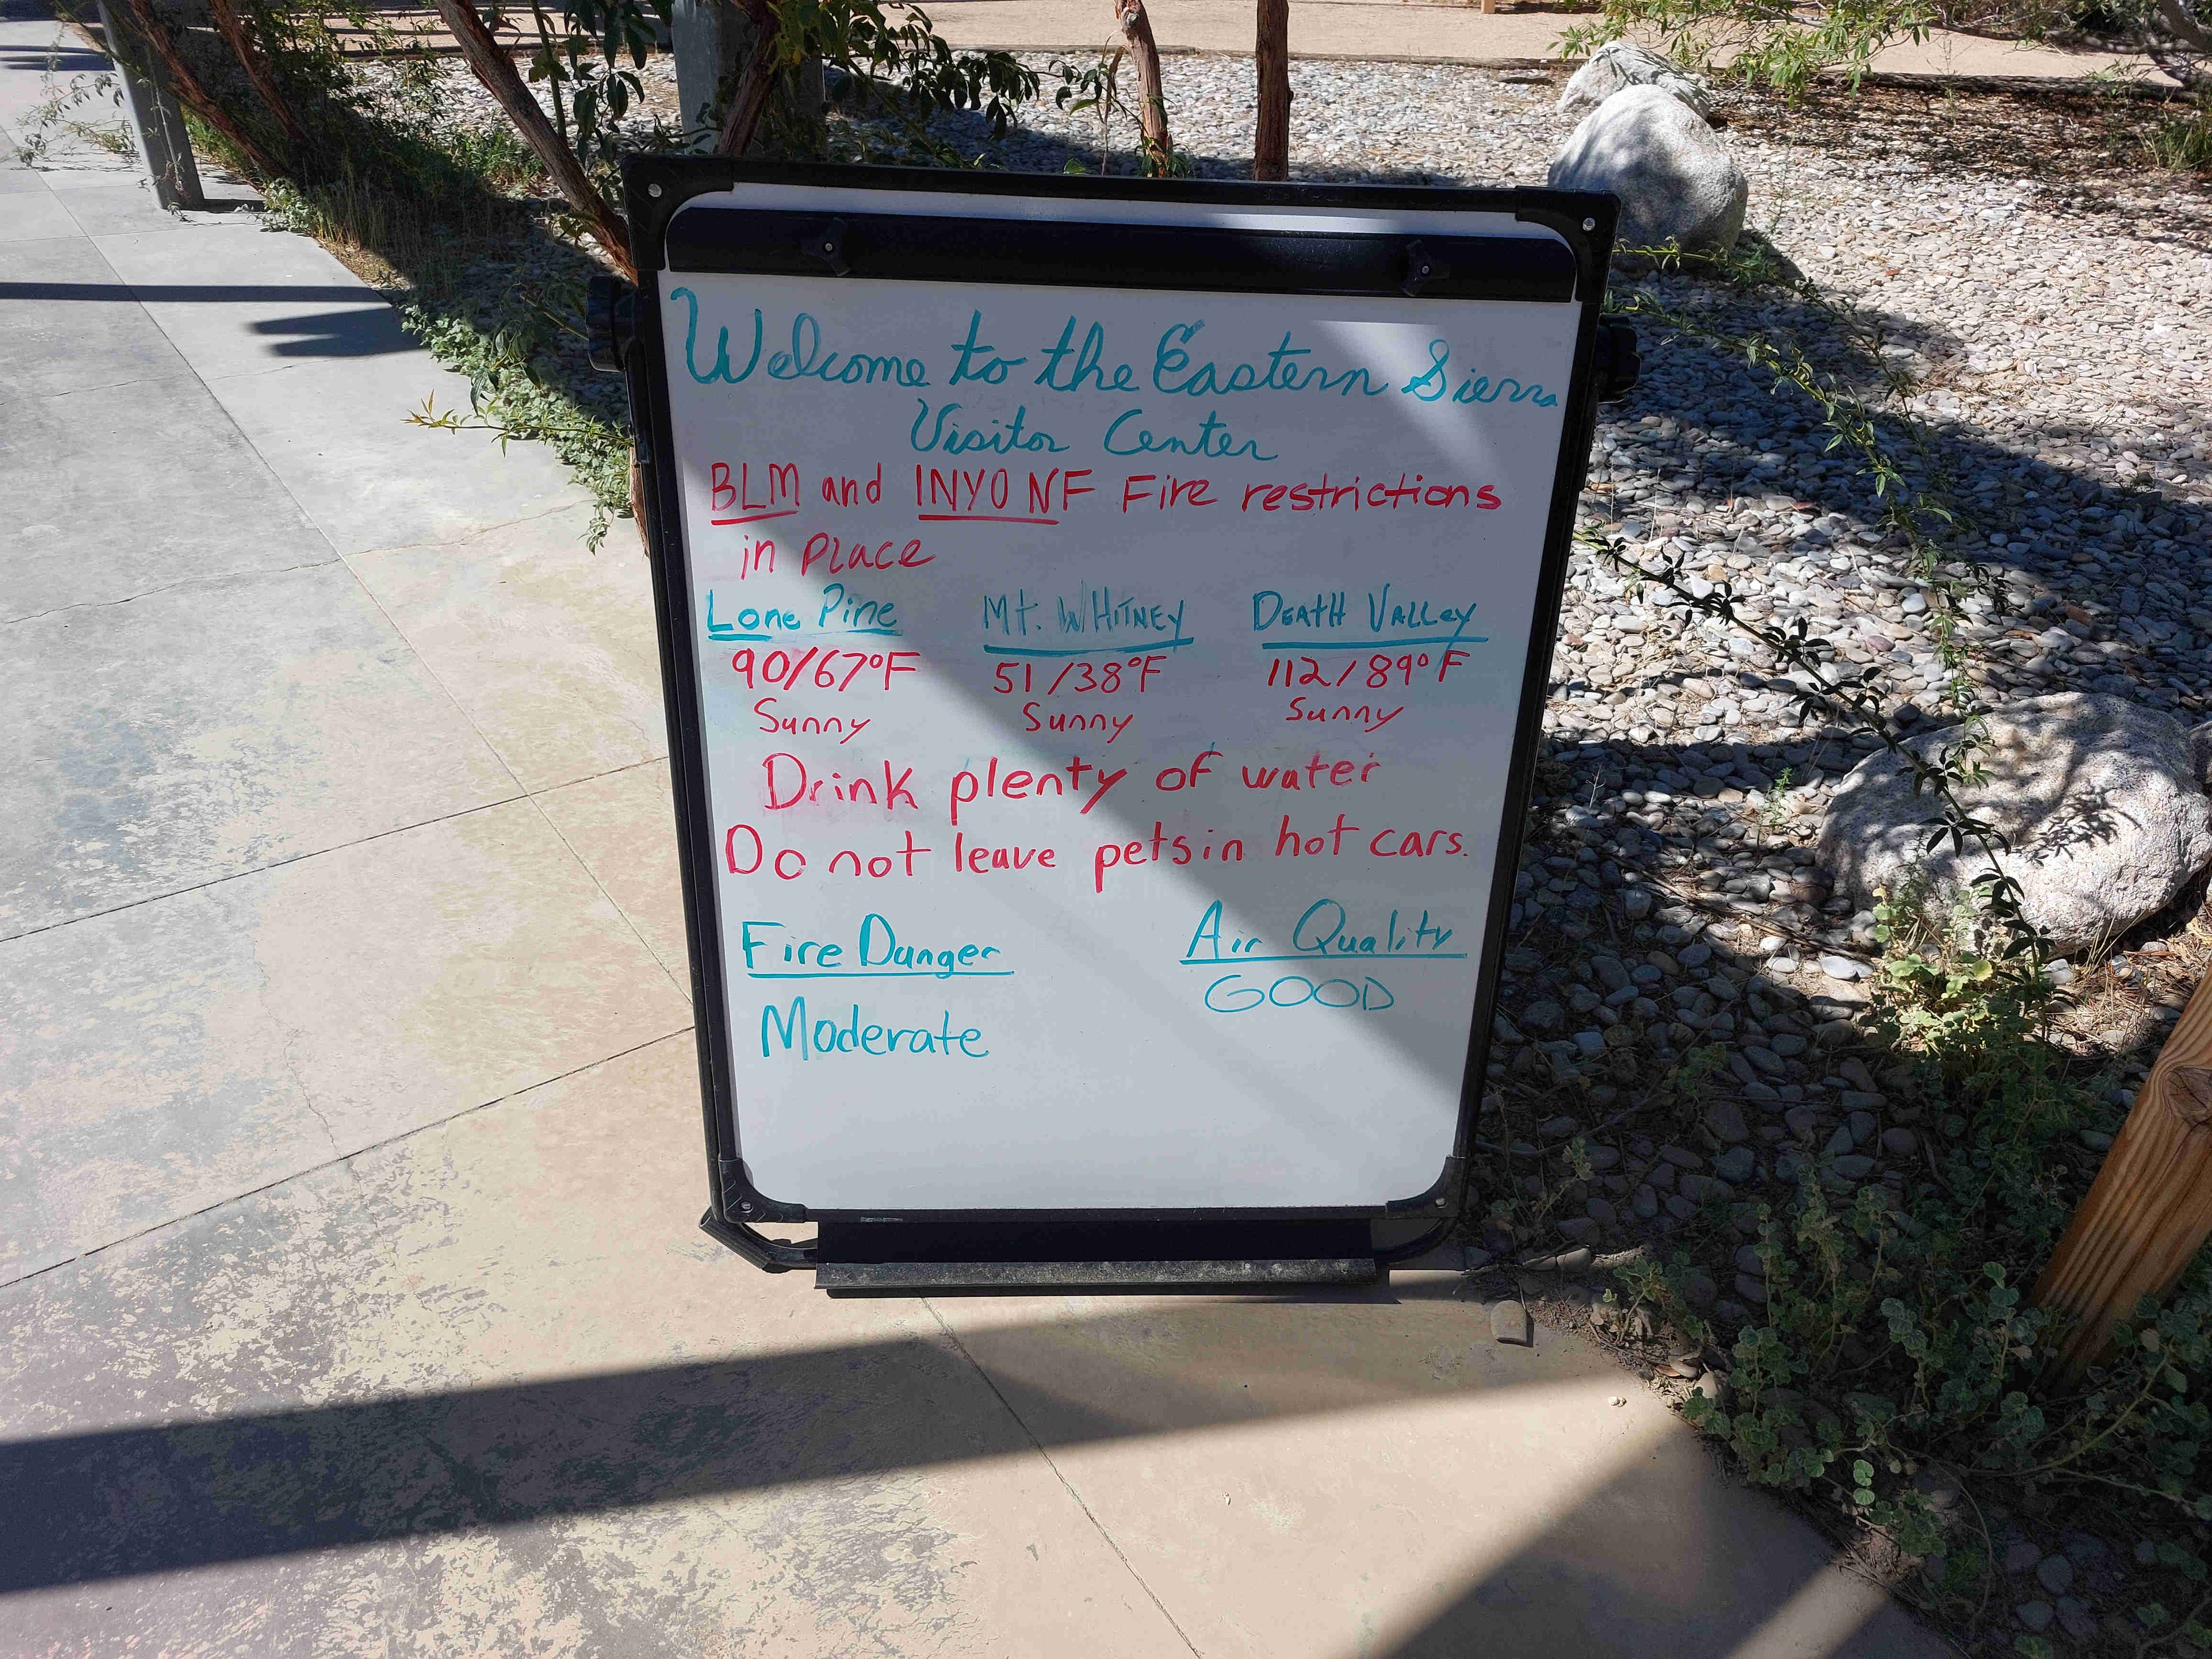 Welcome to the Eastern Sierra
Visitor Center
BLM and INYO NF Fire restrictions
in Place
Lone Pine Mt. WHITNEY DEATH VALLEY
90/67°F 51/38°F 112/89°F
Sunny Sunny Sunny
Drink plenty of water
Do not leave pets in hot cars.
Fire Danger Air Quality
Moderate GOOD